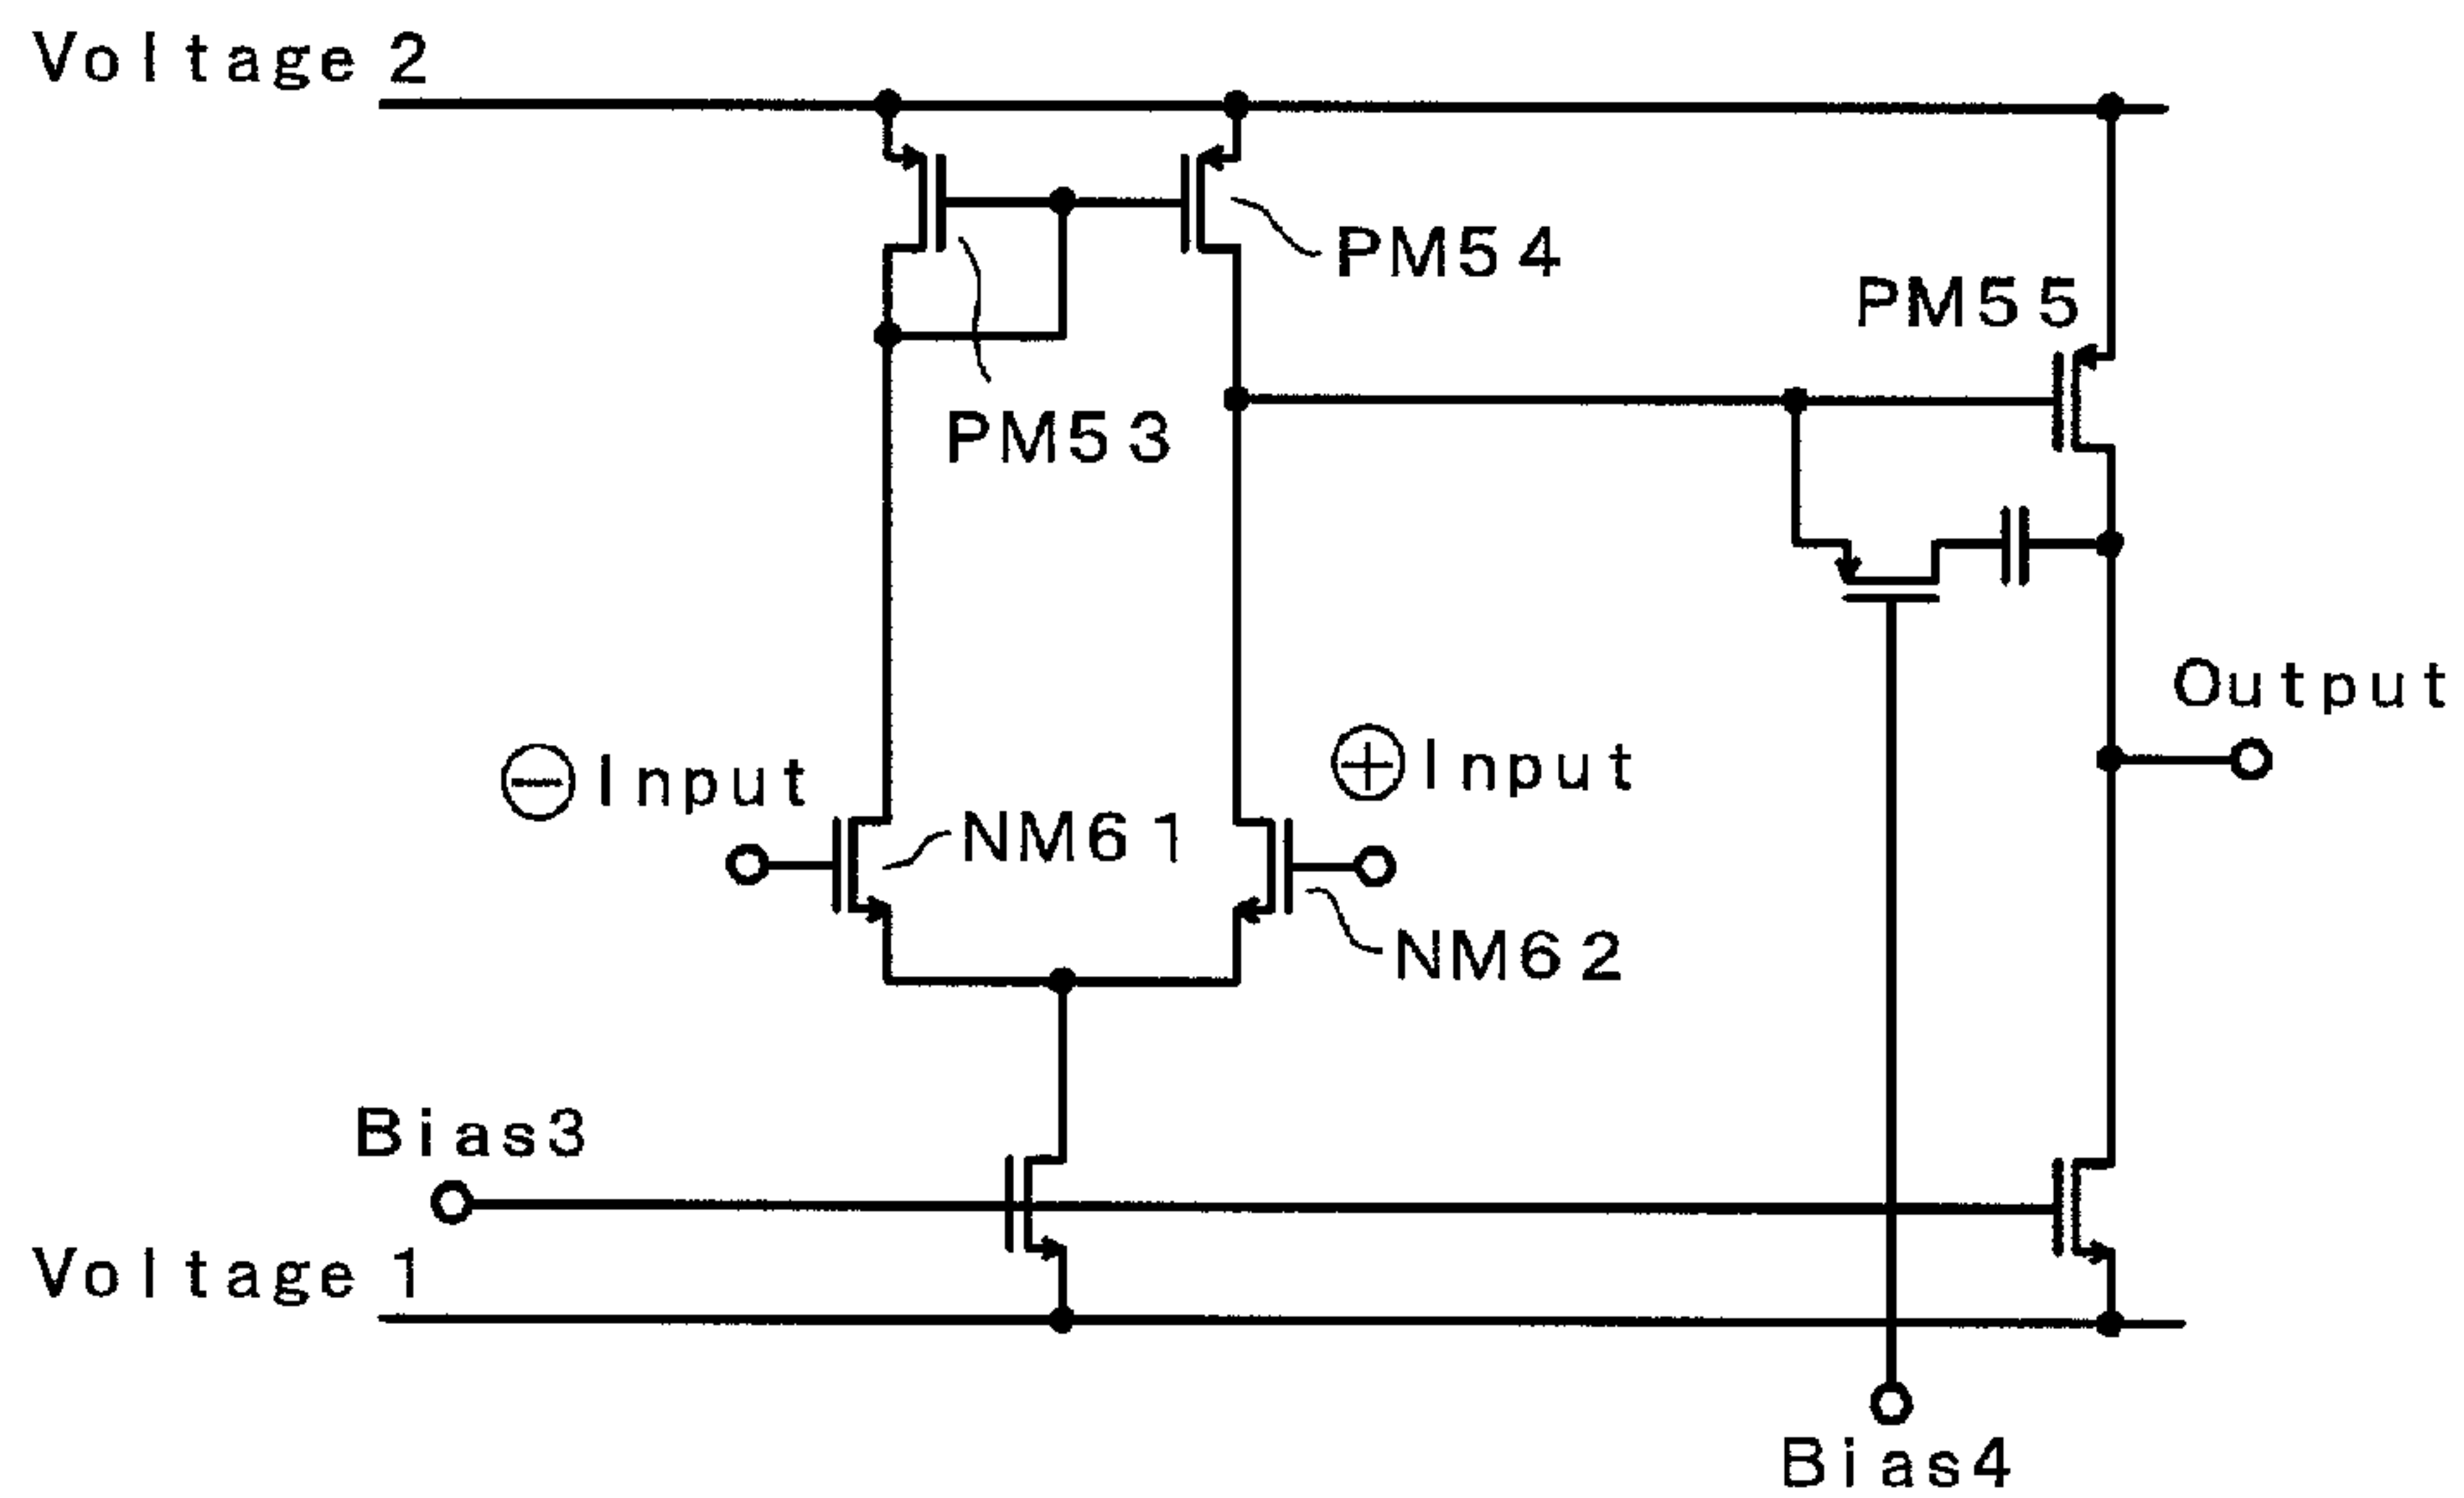 Voltage 2
PM54
PM55
PM53
Output
⊖Input
⊕Input
NM61
NM62
Bias3
Voltage 1
Bias4